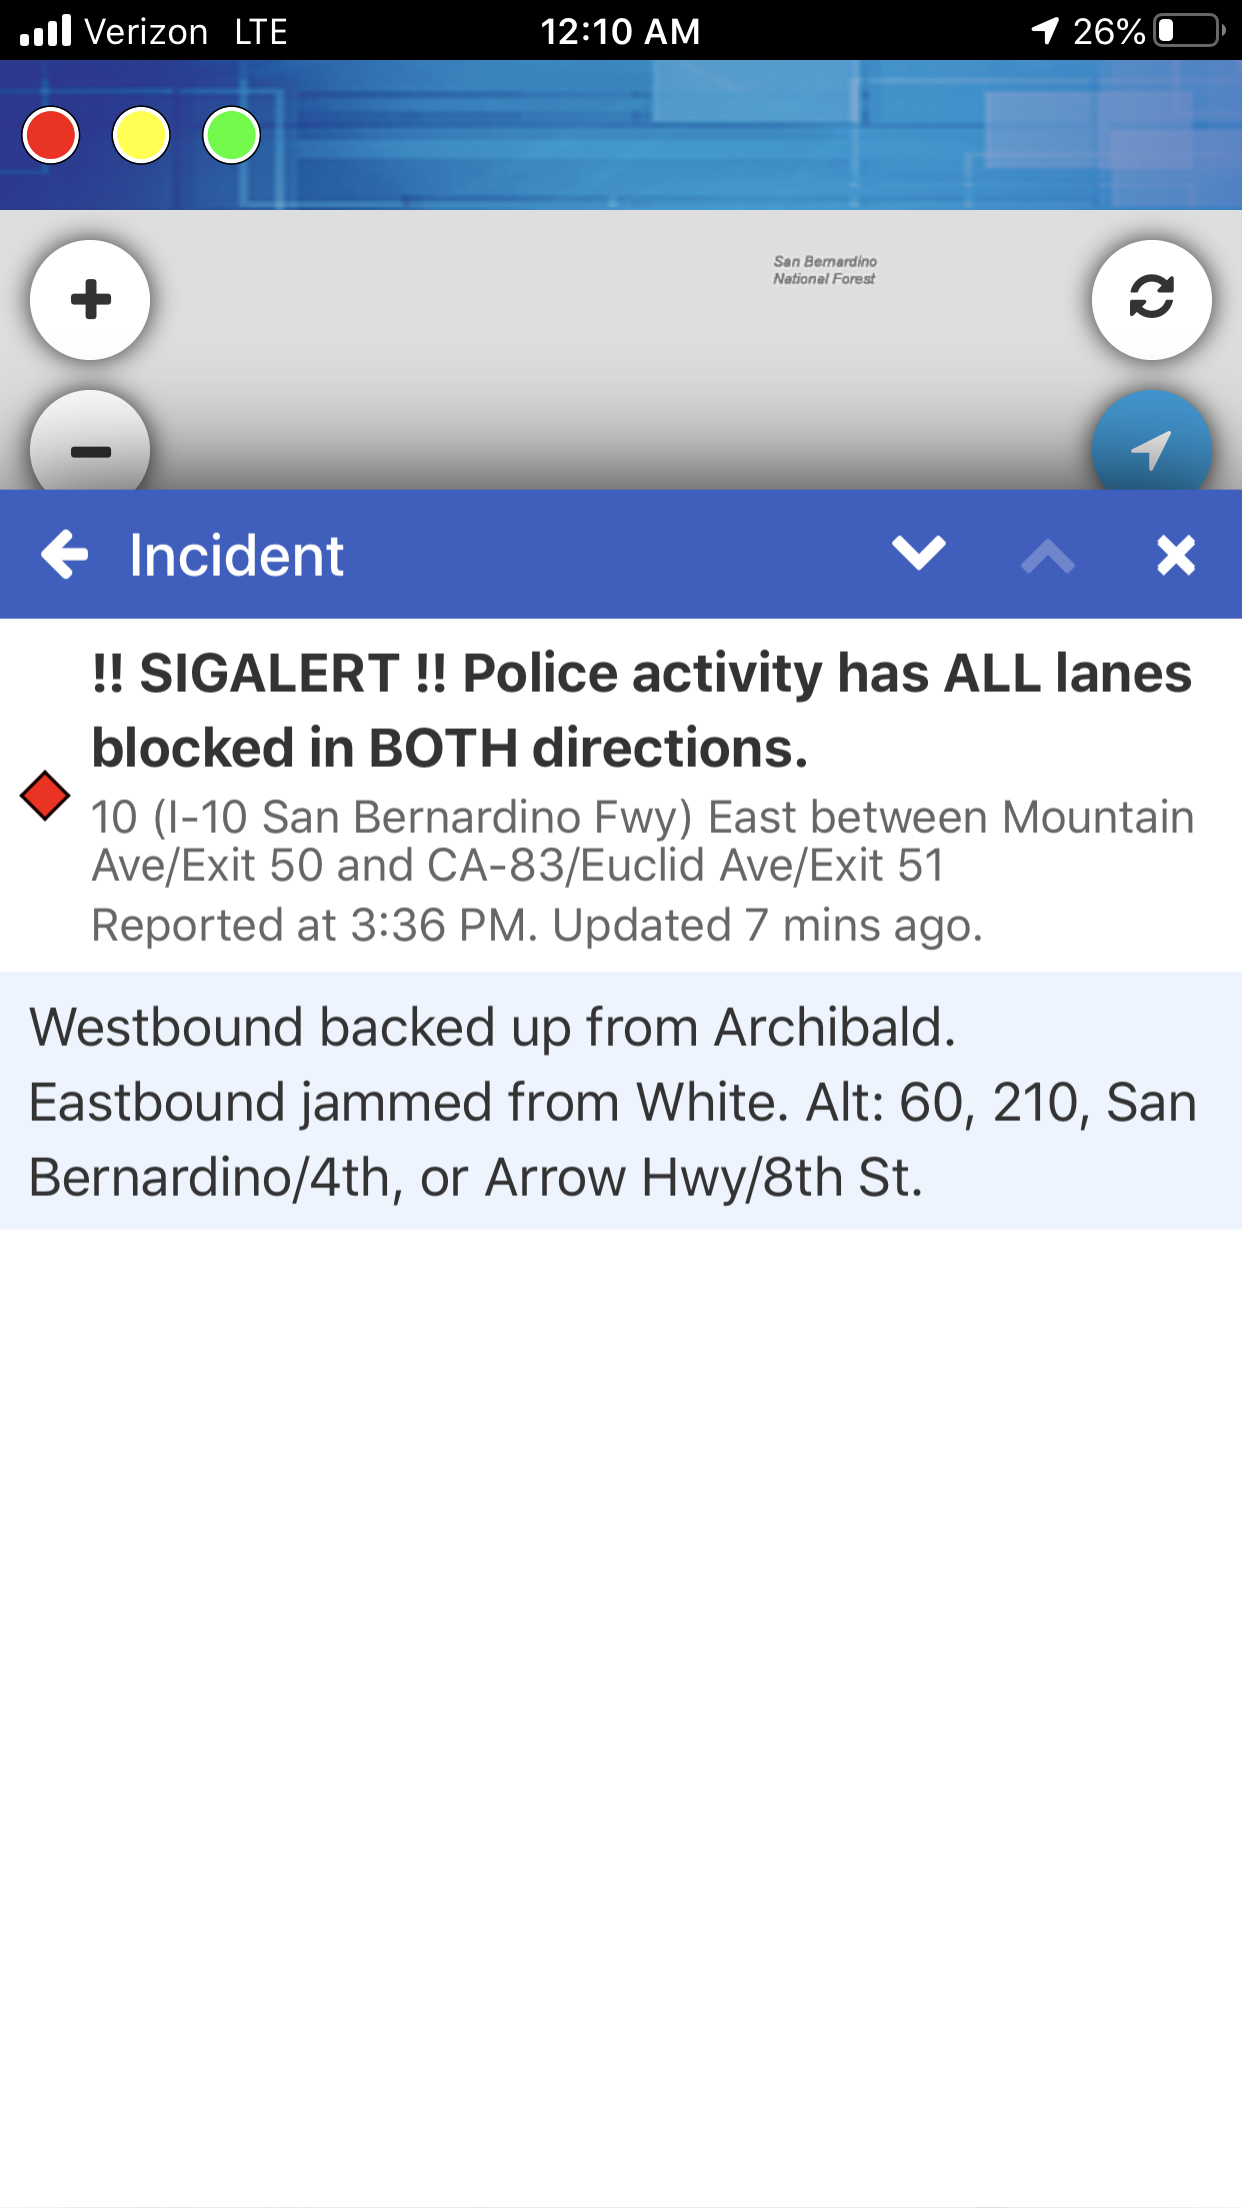 Verizon LTE 12:10 AM 26%
San Bernardino
National Forest
Incident
!! SIGALERT !! Police activity has ALL lanes
blocked in BOTH directions.
10 (I-10 San Bernardino Fwy) East between Mountain
Ave/Exit 50 and CA-83/Euclid Ave/Exit 51
Reported at 3:36 PM. Updated 7 mins ago.
Westbound backed up from Archibald.
Eastbound jammed from White. Alt: 60, 210, San
Bernardino/4th, or Arrow Hwy/8th St.